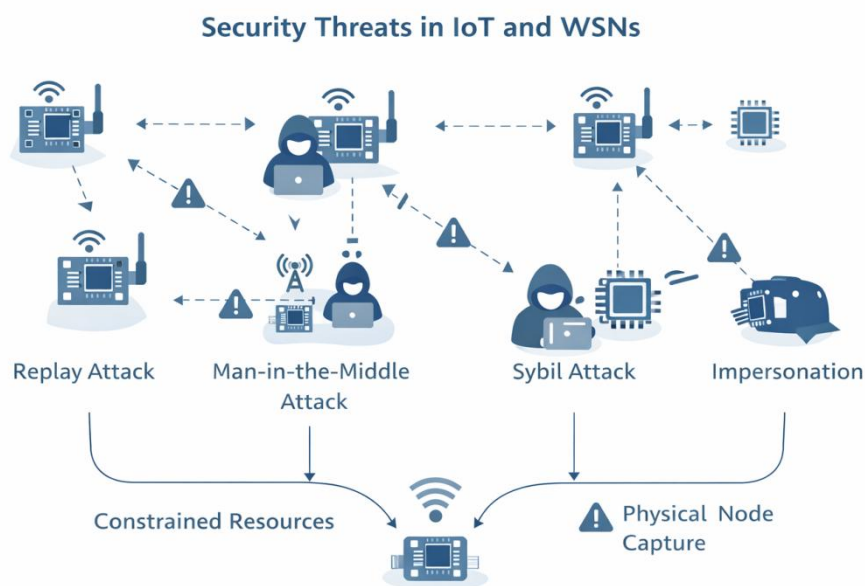 Security Threats in IoT and WSNs
Replay Attack
Man-in-the-Middle
Attack
Sybil Attack
Impersonation
Constrained Resources
Physical Node
Capture